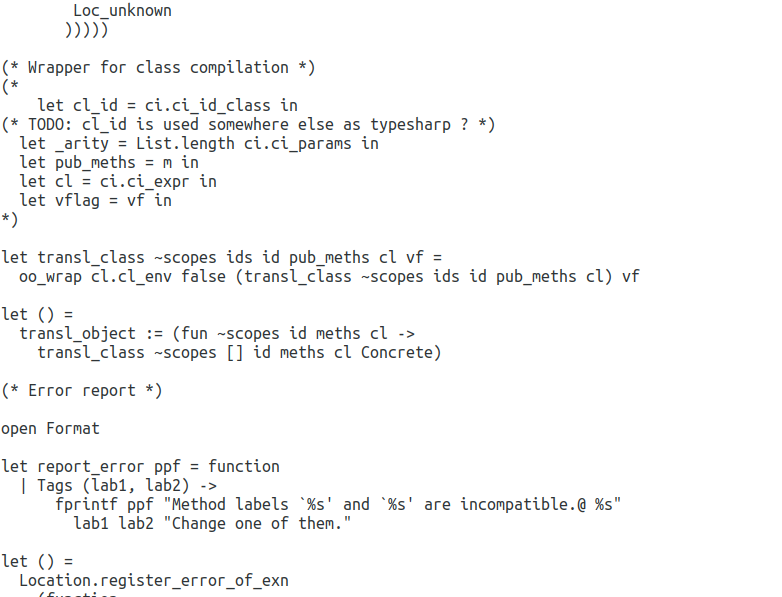 Loc_unknown
       )))))

(* Wrapper for class compilation *)
(*
    let cl_id = ci.ci_id_class in
(* TODO: cl_id is used somewhere else as typesharp ? *)
  let _arity = List.length ci.ci_params in
  let pub_meths = m in
  let cl = ci.ci_expr in
  let vflag = vf in
*)

let transl_class ~scopes ids id pub_meths cl vf =
  oo_wrap cl.cl_env false (transl_class ~scopes ids id pub_meths cl) vf

let () =
  transl_object := (fun ~scopes id meths cl ->
    transl_class ~scopes [] id meths cl Concrete)

(* Error report *)

open Format

let report_error ppf = function
  | Tags (lab1, lab2) ->
      fprintf ppf "Method labels `%s' and `%s' are incompatible.@ %s"
        lab1 lab2 "Change one of them."

let () =
  Location.register_error_of_exn
    (function